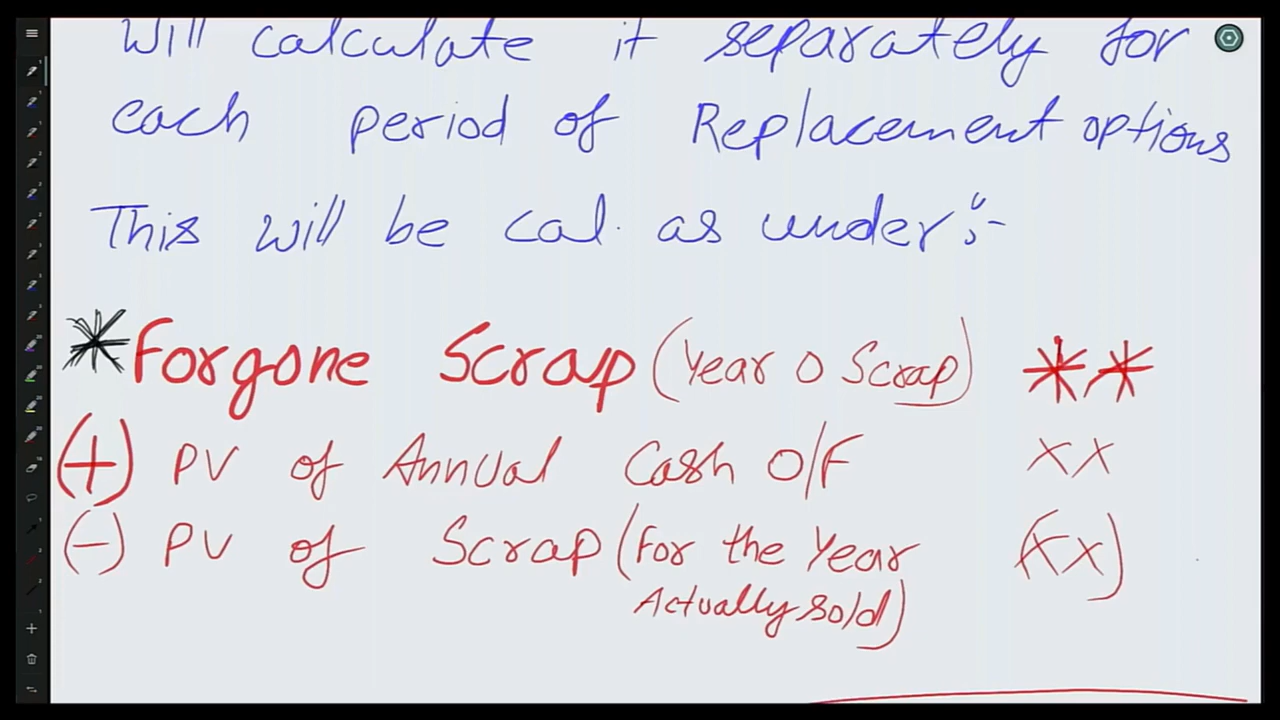 Will calculate it separately for
each period of Replacement options
This will be cal. as under :-
*Forgone Scrap (Year 0 Scrap) **
(+) PV of Annual Cash O/F xx
(-) PV of Scrap (For the Year (xx)
Actually sold)